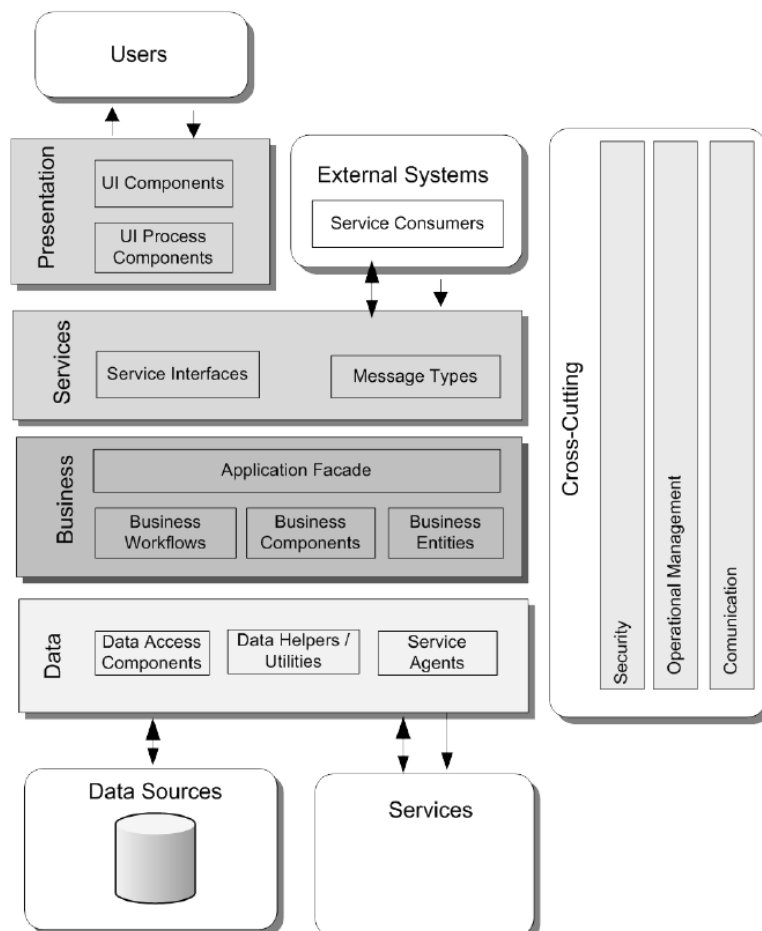 Users
Presentation
UI Components
UI Process
Components
External Systems
Service Consumers
Services
Service Interfaces
Message Types
Business
Application Facade
Business
Workflows
Business
Components
Business
Entities
Data
Data Access
Components
Data Helpers /
Utilities
Service
Agents
Data Sources
Services
Cross-Cutting
Security
Operational Management
Comunication